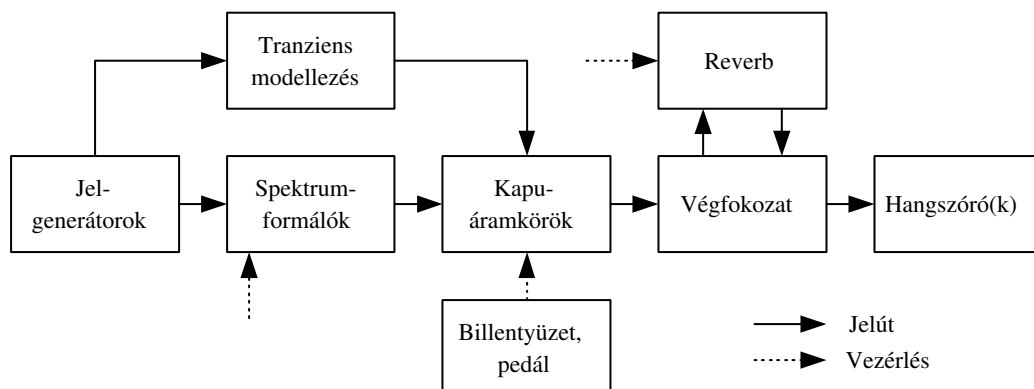 Tranziens
modellezés
Reverb
Jel-
generátorok
Spektrum-
formálók
Kapu-
áramkörök
Végfokozat
Hangszóró(k)
Billentyüzet,
pedál
Jelút
Vezérlés